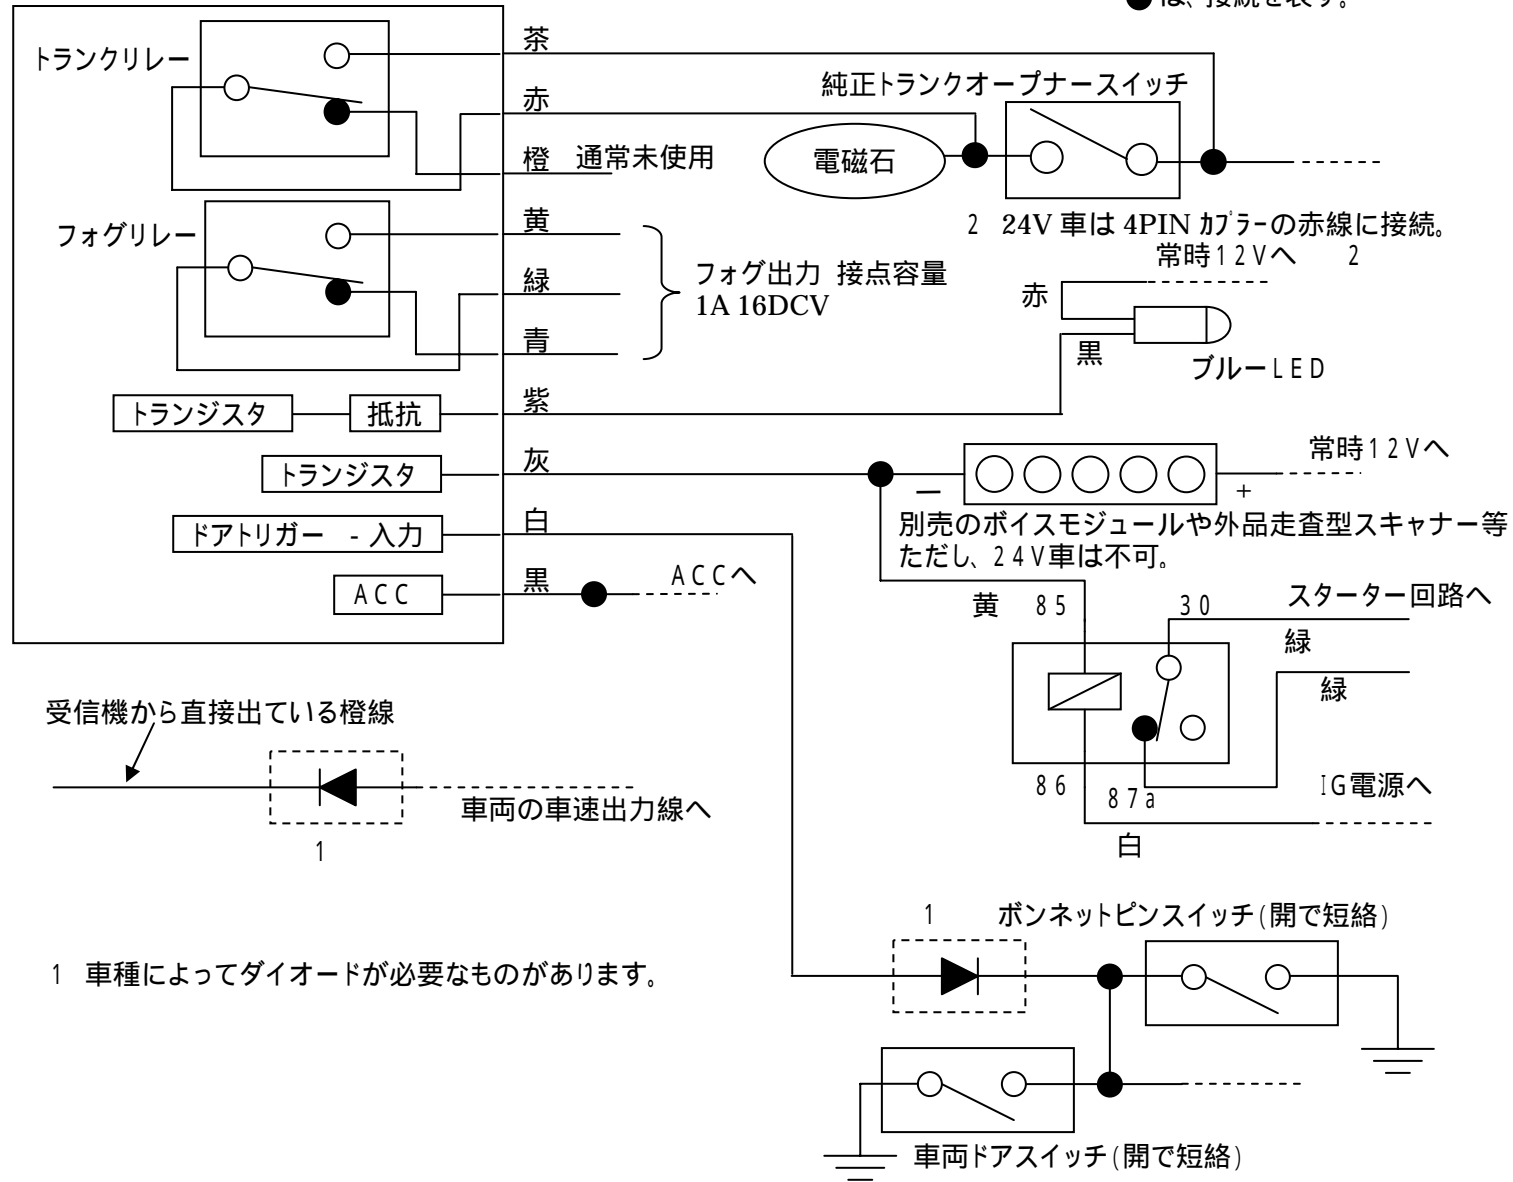 は、接続を表す。
トランクリレー
茶
純正トランクオープナースイッチ
赤
電磁石
橙 通常未使用
2 24V 車は 4PIN ｶﾌﾟﾗｰの赤線に接続。
フォグリレー
黄
常時12Vへ 2
緑
フォグ出力 接点容量
1A 16DCV
赤
青
黒
ブルーLED
トランジスタ
抵抗
紫
トランジスタ
灰
常時12Vへ
－
+
別売のボイスモジュールや外品走査型スキャナー等
ただし、24V車は不可。
ドアトリガー -入力
白
ACC
黒
ACCへ
黄 85
30
スターター回路へ
緑
緑
86
87a
IG電源へ
白
受信機から直接出ている橙線
車両の車速出力線へ
1
1 ボンネットピンスイッチ(開で短絡)
1 車種によってダイオードが必要なものがあります。
車両ドアスイッチ(開で短絡)